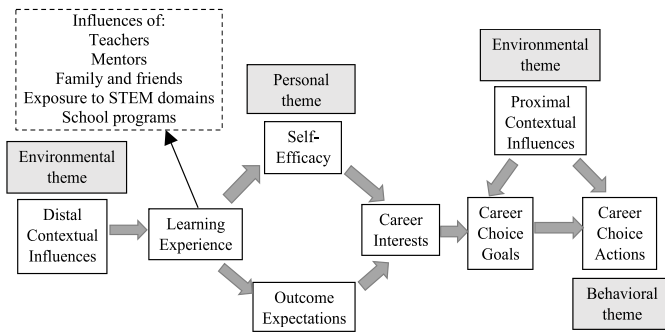 Influences of:
Teachers
Mentors
Family and friends
Exposure to STEM domains
School programs
Environmental
theme
Distal
Contextual
Influences
Learning
Experience
Personal
theme
Self-
Efficacy
Outcome
Expectations
Career
Interests
Environmental
theme
Proximal
Contextual
Influences
Career
Choice
Goals
Career
Choice
Actions
Behavioral
theme